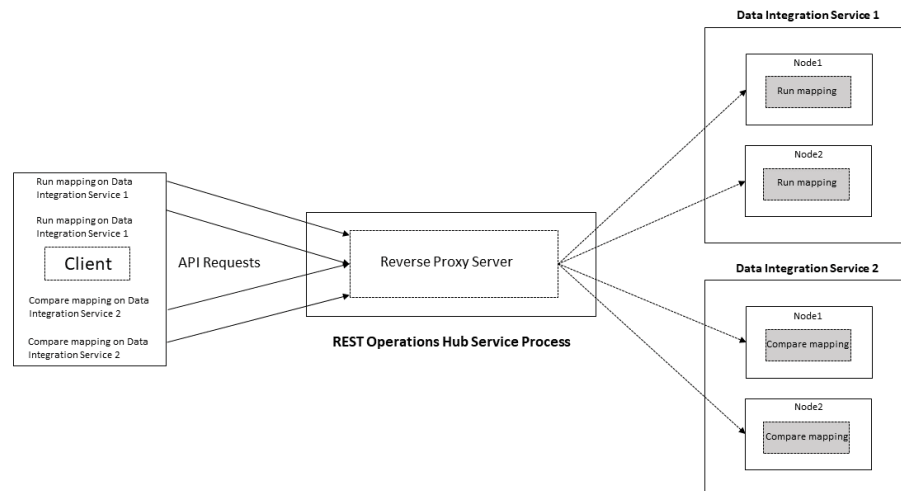 Data Integration Service 1
Node1
Run mapping
Node2
Run mapping
Run mapping on Data
Integration Service 1
Run mapping on Data
Integration Service 1
Client
Compare mapping on Data
Integration Service 2
Compare mapping on Data
Integration Service 2
API Requests
Reverse Proxy Server
REST Operations Hub Service Process
Data Integration Service 2
Node1
Compare mapping
Node2
Compare mapping